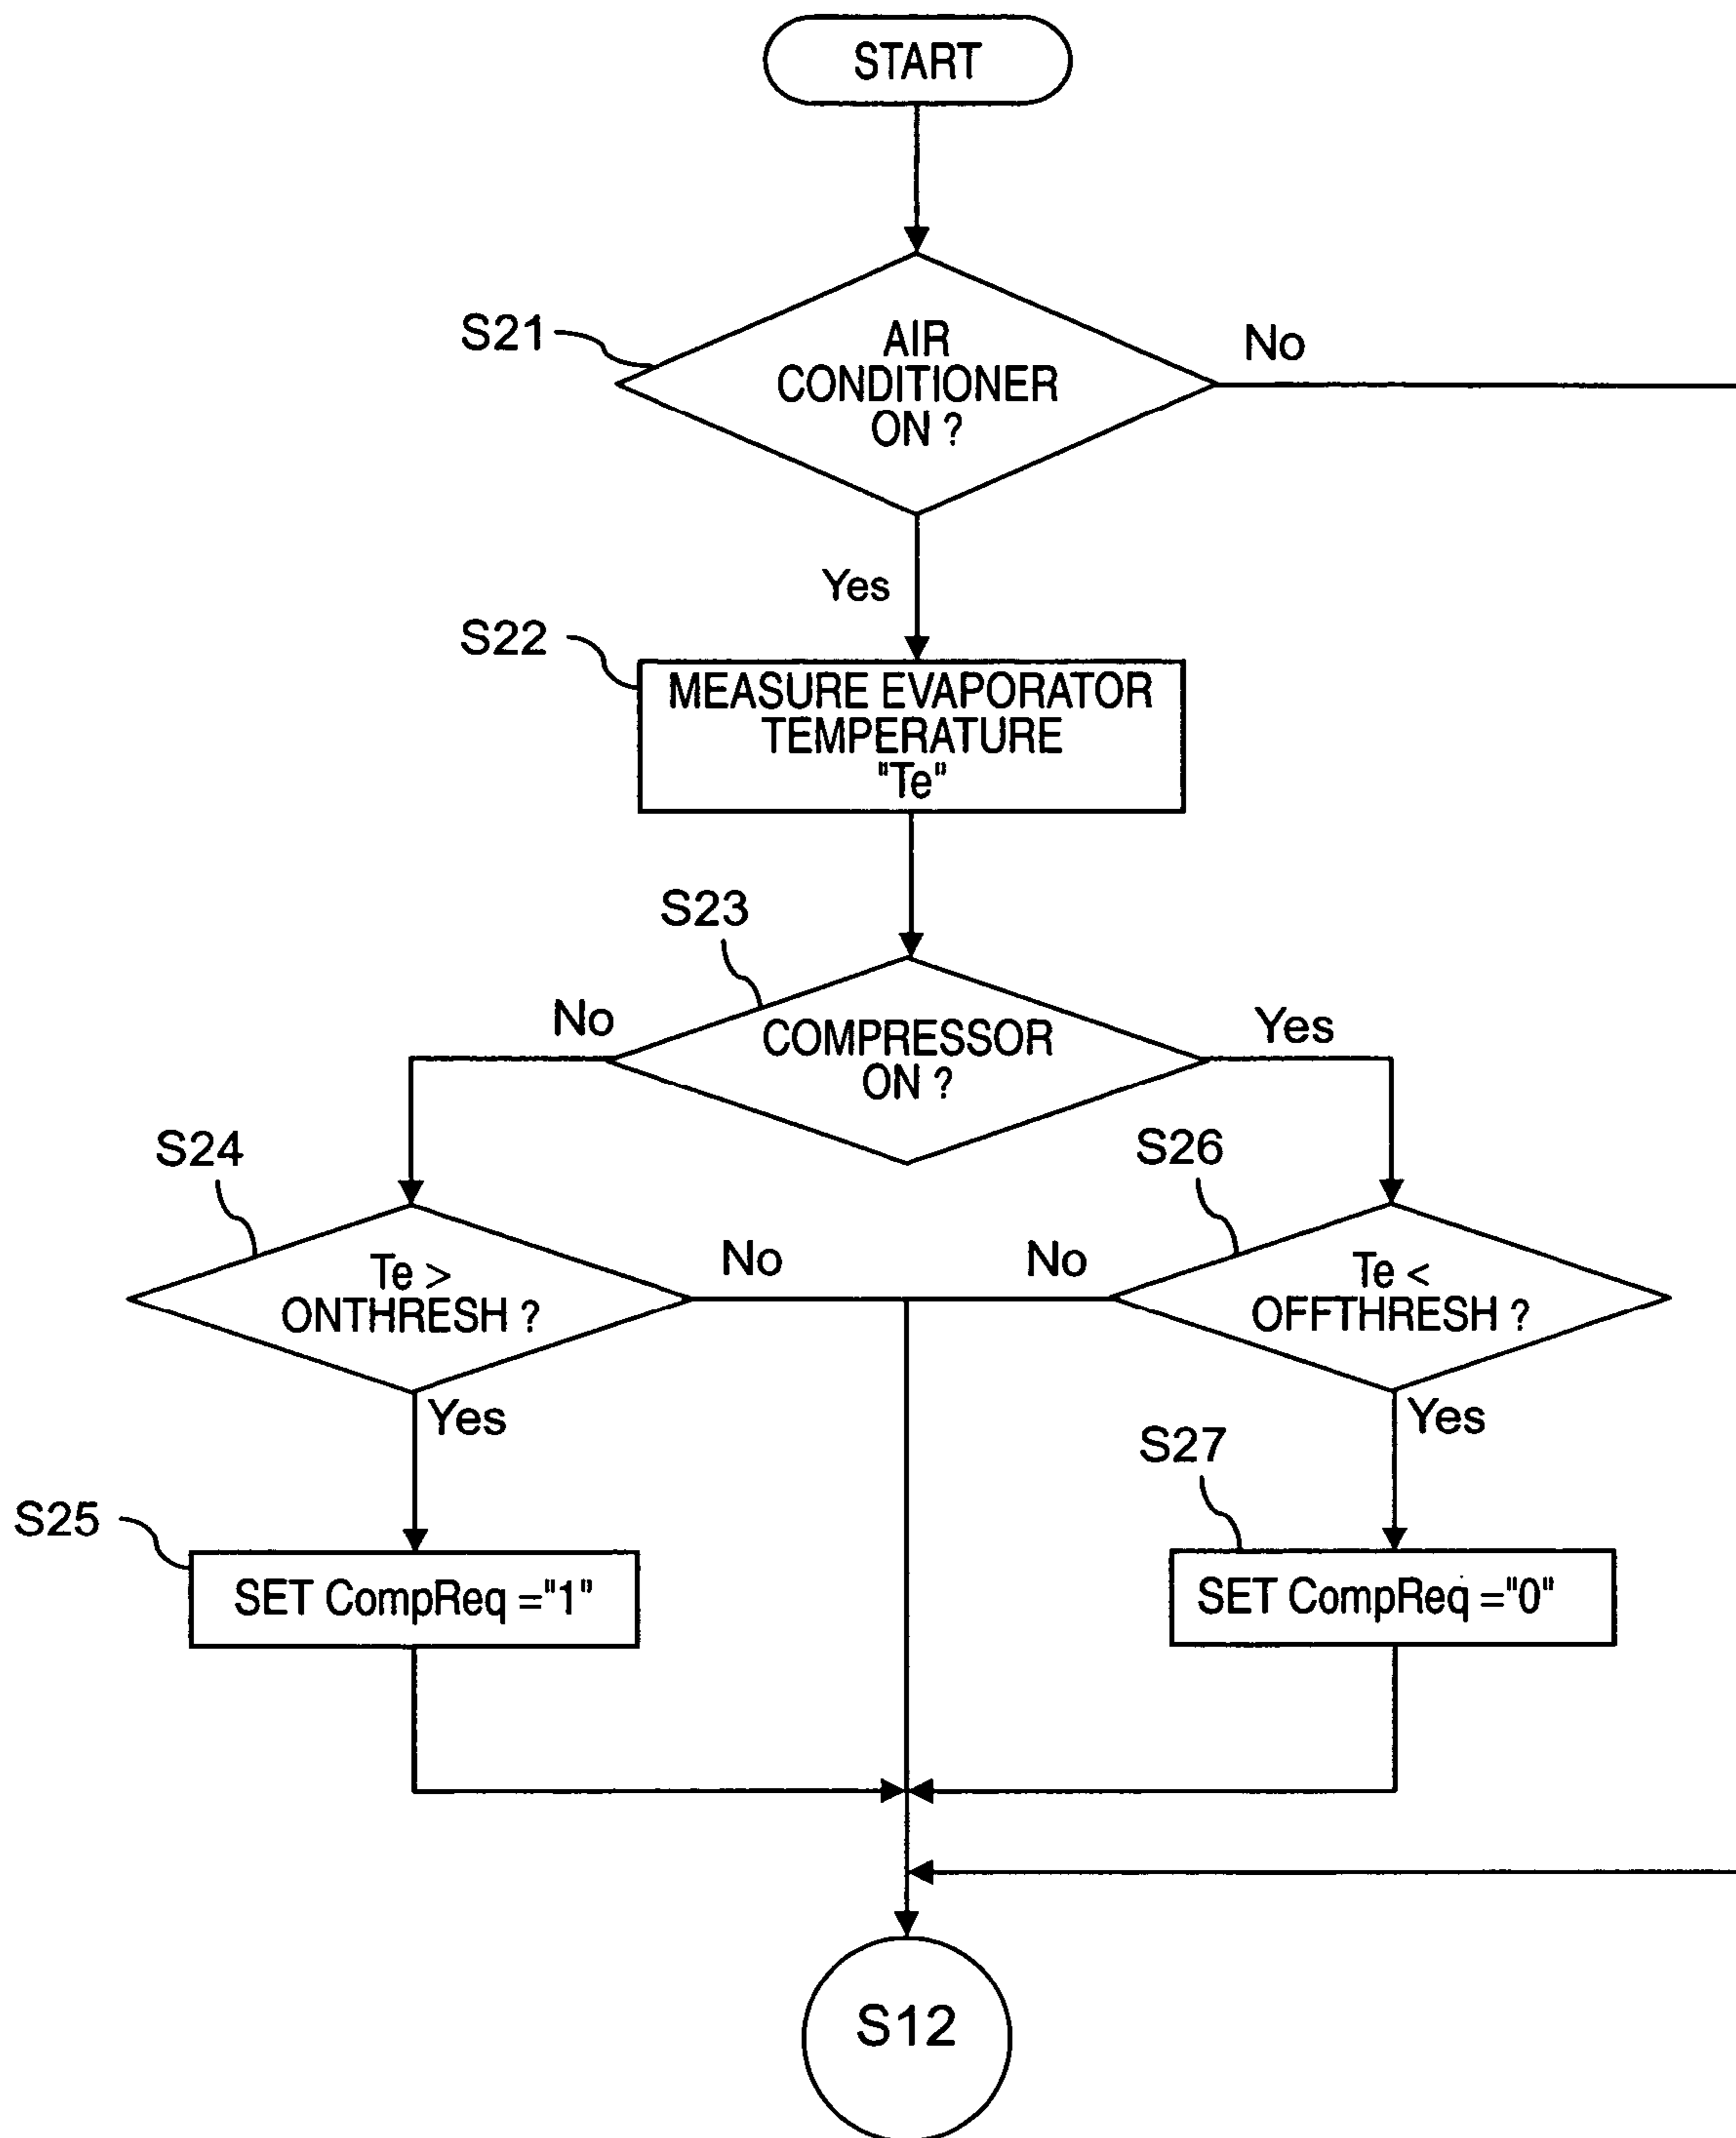 START
S21
AIR
CONDITIONER
ON ?
No
Yes
S22
MEASURE EVAPORATOR
TEMPERATURE
"Te"
S23
No
COMPRESSOR
ON ?
Yes
S24
Te >
ONTHRESH ?
No
S26
No
Te <
OFFTHRESH ?
Yes
Yes
S25
SET CompReq ="1"
S27
SET CompReq ="0"
S12